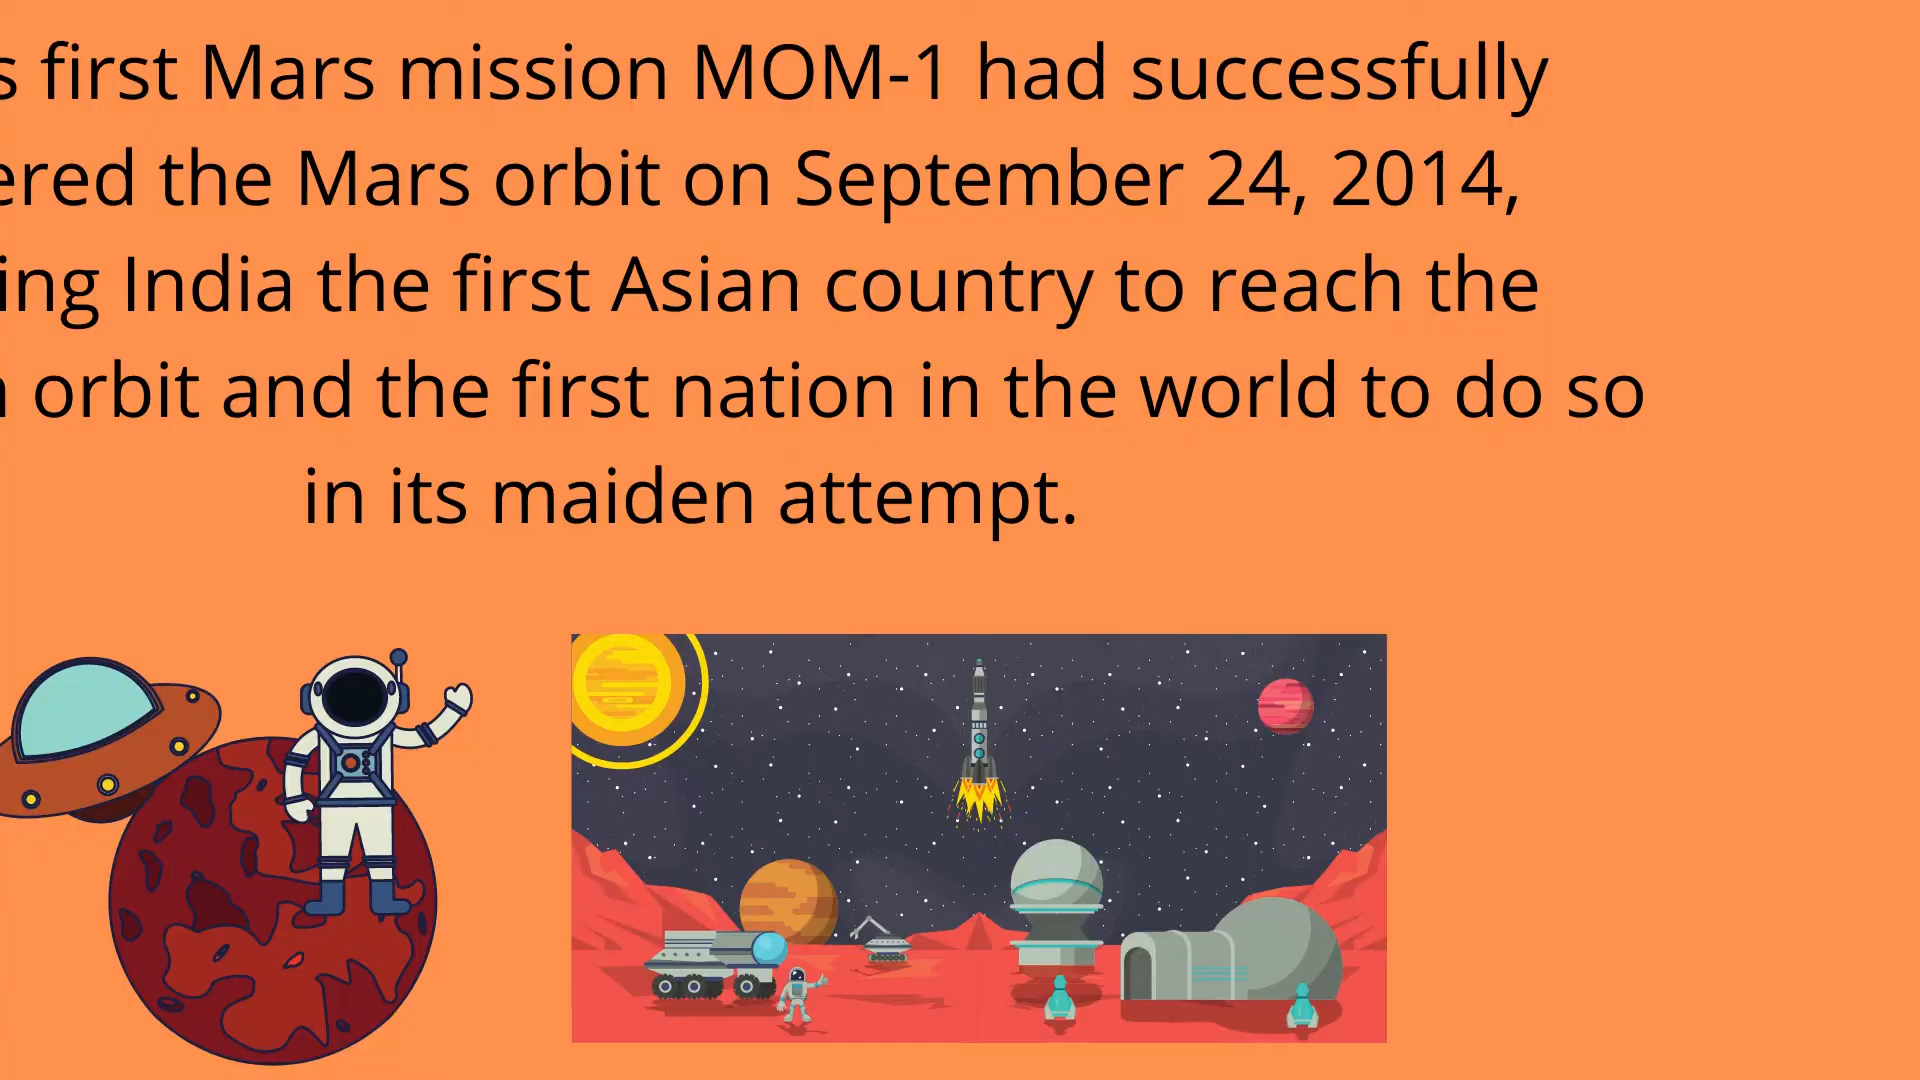 s first Mars mission MOM-1 had successfully
ered the Mars orbit on September 24, 2014,
ing India the first Asian country to reach the
orbit and the first nation in the world to do so
in its maiden attempt.